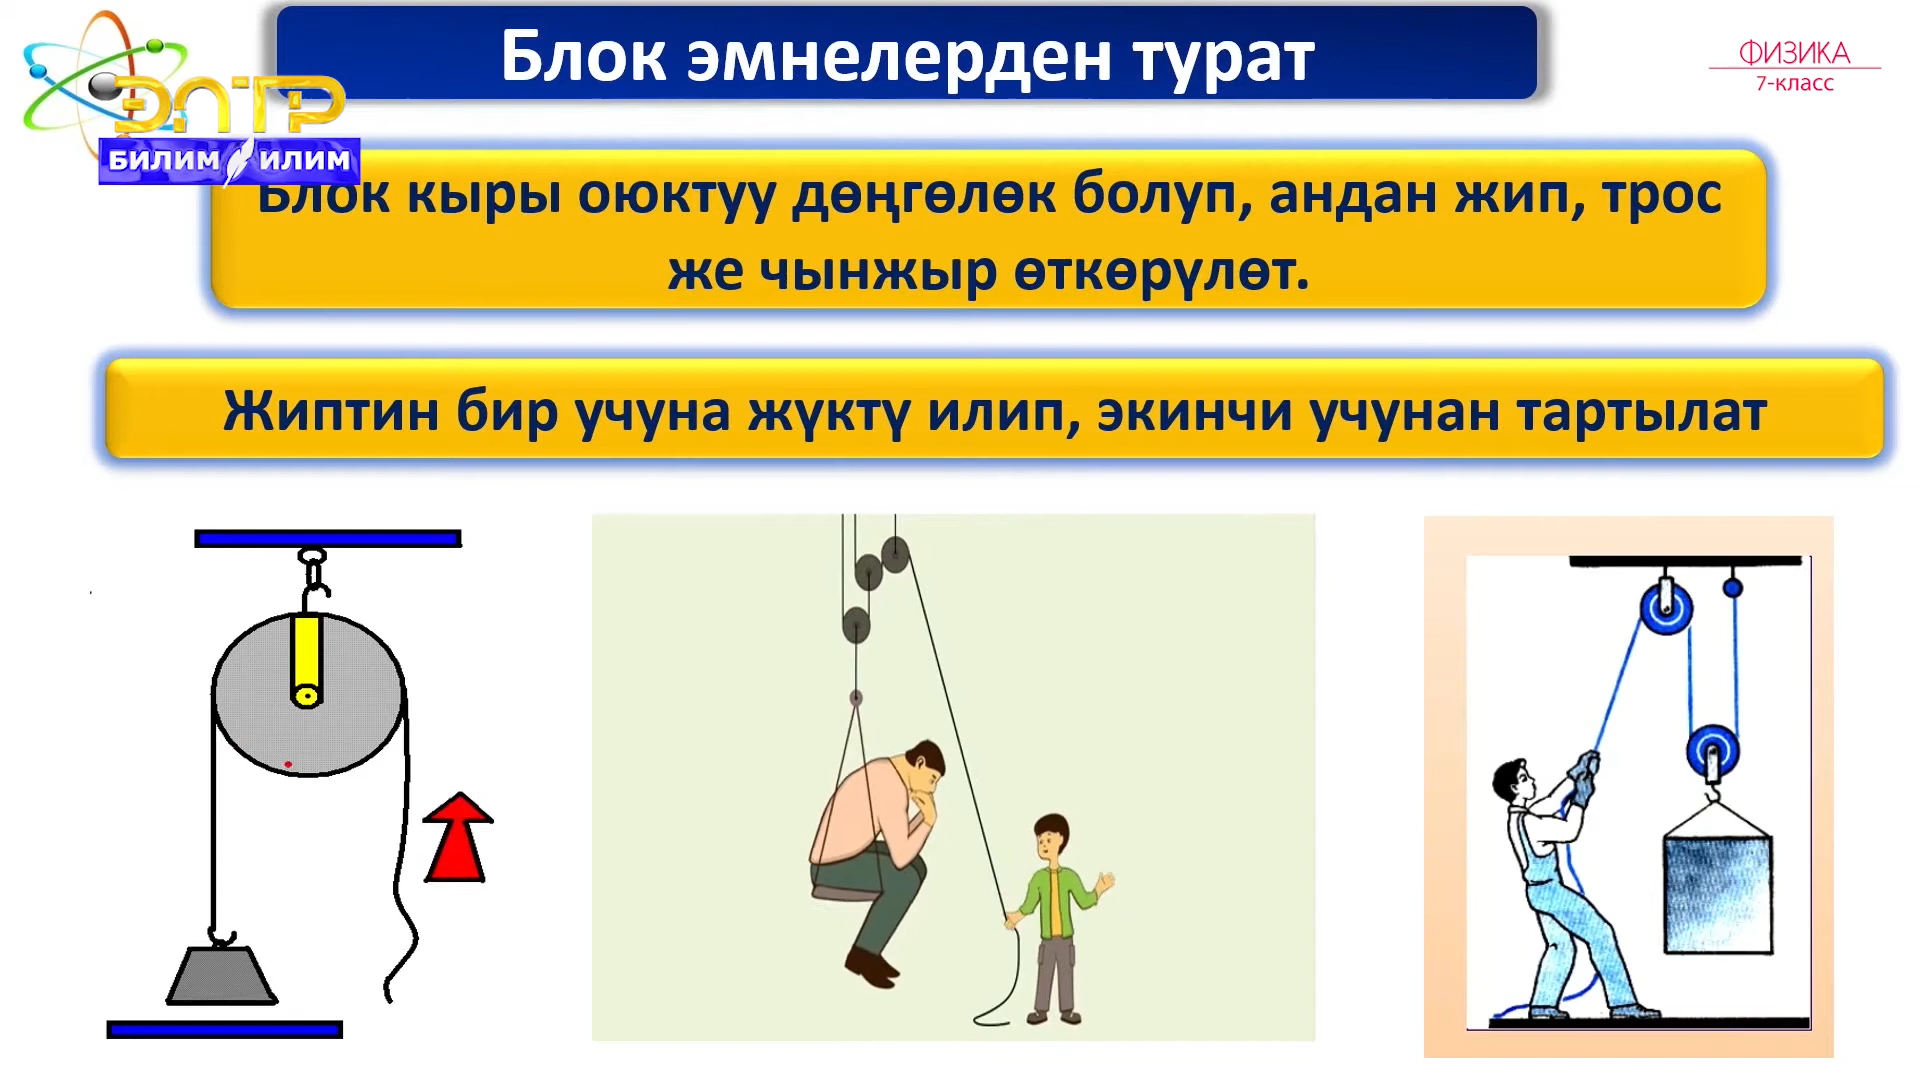 Блок эмнелерден турат
ФИЗИКА
7-класс
ЭЛТР
БИЛИМ ИЛИМ
Блок кыры оюктуу дөңгөлөк болуп, андан жип, трос
же чынжыр өткөрүлөт.
Жиптин бир учуна жүктү илип, экинчи учунан тартылат